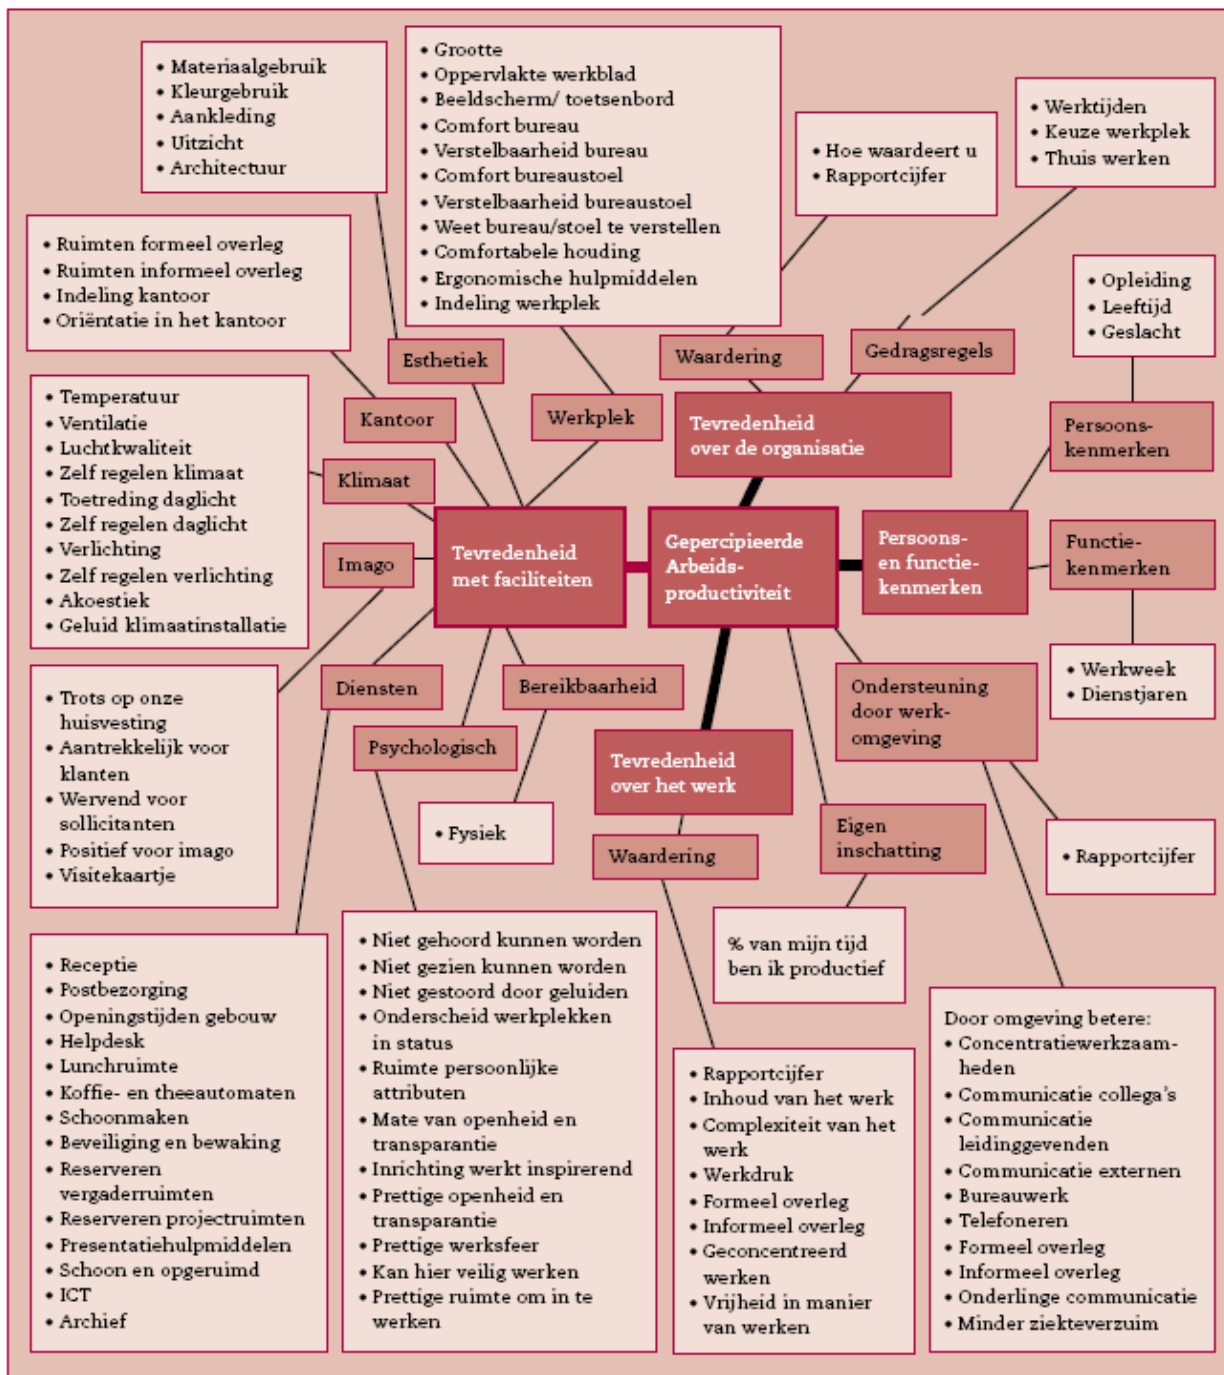 • Materiaalgebruik
• Kleurgebruik
• Aankleding
• Uitzicht
• Architectuur
• Grootte
• Oppervlakte werkblad
• Beeldscherm/ toetsenbord
• Comfort bureau
• Verstelbaarheid bureau
• Comfort bureaustoel
• Verstelbaarheid bureaustoel
• Weet bureau/stoel te verstellen
• Comfortabele houding
• Ergonomische hulpmiddelen
• Indeling werkplek
• Hoe waardeert u
• Rapportcijfer
• Werktijden
• Keuze werkplek
• Thuis werken
• Ruimten formeel overleg
• Ruimten informeel overleg
• Indeling kantoor
• Oriëntatie in het kantoor
• Opleiding
• Leeftijd
• Geslacht
Esthetiek
Waardering
Gedragsregels
Kantoor
Werkplek
Tevredenheid
over de organisatie
Persoons-
kenmerken
• Temperatuur
• Ventilatie
• Luchtkwaliteit
• Zelf regelen klimaat
• Toetreding daglicht
• Zelf regelen daglicht
• Verlichting
• Zelf regelen verlichting
• Akoestiek
• Geluid klimaatinstallatie
Klimaat
Imago
Tevredenheid
met faciliteiten
Gepercipieerde
Arbeids-
productiviteit
Persoons-
en functie-
kenmerken
Functie-
kenmerken
• Werkweek
• Dienstjaren
• Trots op onze
huisvesting
• Aantrekkelijk voor
klanten
• Wervend voor
sollicitanten
• Positief voor imago
• Visitekaartje
Diensten
Bereikbaarheid
Psychologisch
• Fysiek
Tevredenheid
over het werk
Waardering
Ondersteuning
door werk-
omgeving
Eigen
inschatting
• Rapportcijfer
% van mijn tijd
ben ik productief
• Receptie
• Postbezorging
• Openingstijden gebouw
• Helpdesk
• Lunchruimte
• Koffie- en theeautomaten
• Schoonmaken
• Beveiliging en bewaking
• Reserveren
vergaderruimten
• Reserveren projectruimten
• Presentatiehulpmiddelen
• Schoon en opgeruimd
• ICT
• Archief
• Niet gehoord kunnen worden
• Niet gezien kunnen worden
• Niet gestoord door geluiden
• Onderscheid werkplekken
in status
• Ruimte persoonlijke
attributen
• Mate van openheid en
transparantie
• Inrichting werkt inspirerend
• Prettige openheid en
transparantie
• Prettige werksfeer
• Kan hier veilig werken
• Prettige ruimte om in te
werken
• Rapportcijfer
• Inhoud van het werk
• Complexiteit van het
werk
• Werkdruk
• Formeel overleg
• Informeel overleg
• Geconcentreerd
werken
• Vrijheid in manier
van werken
Door omgeving betere:
• Concentratiewerkzaam-
heden
• Communicatie collega's
• Communicatie
leidinggevenden
• Communicatie externen
• Bureauwerk
• Telefoneren
• Formeel overleg
• Informeel overleg
• Onderlinge communicatie
• Minder ziekteverzuim